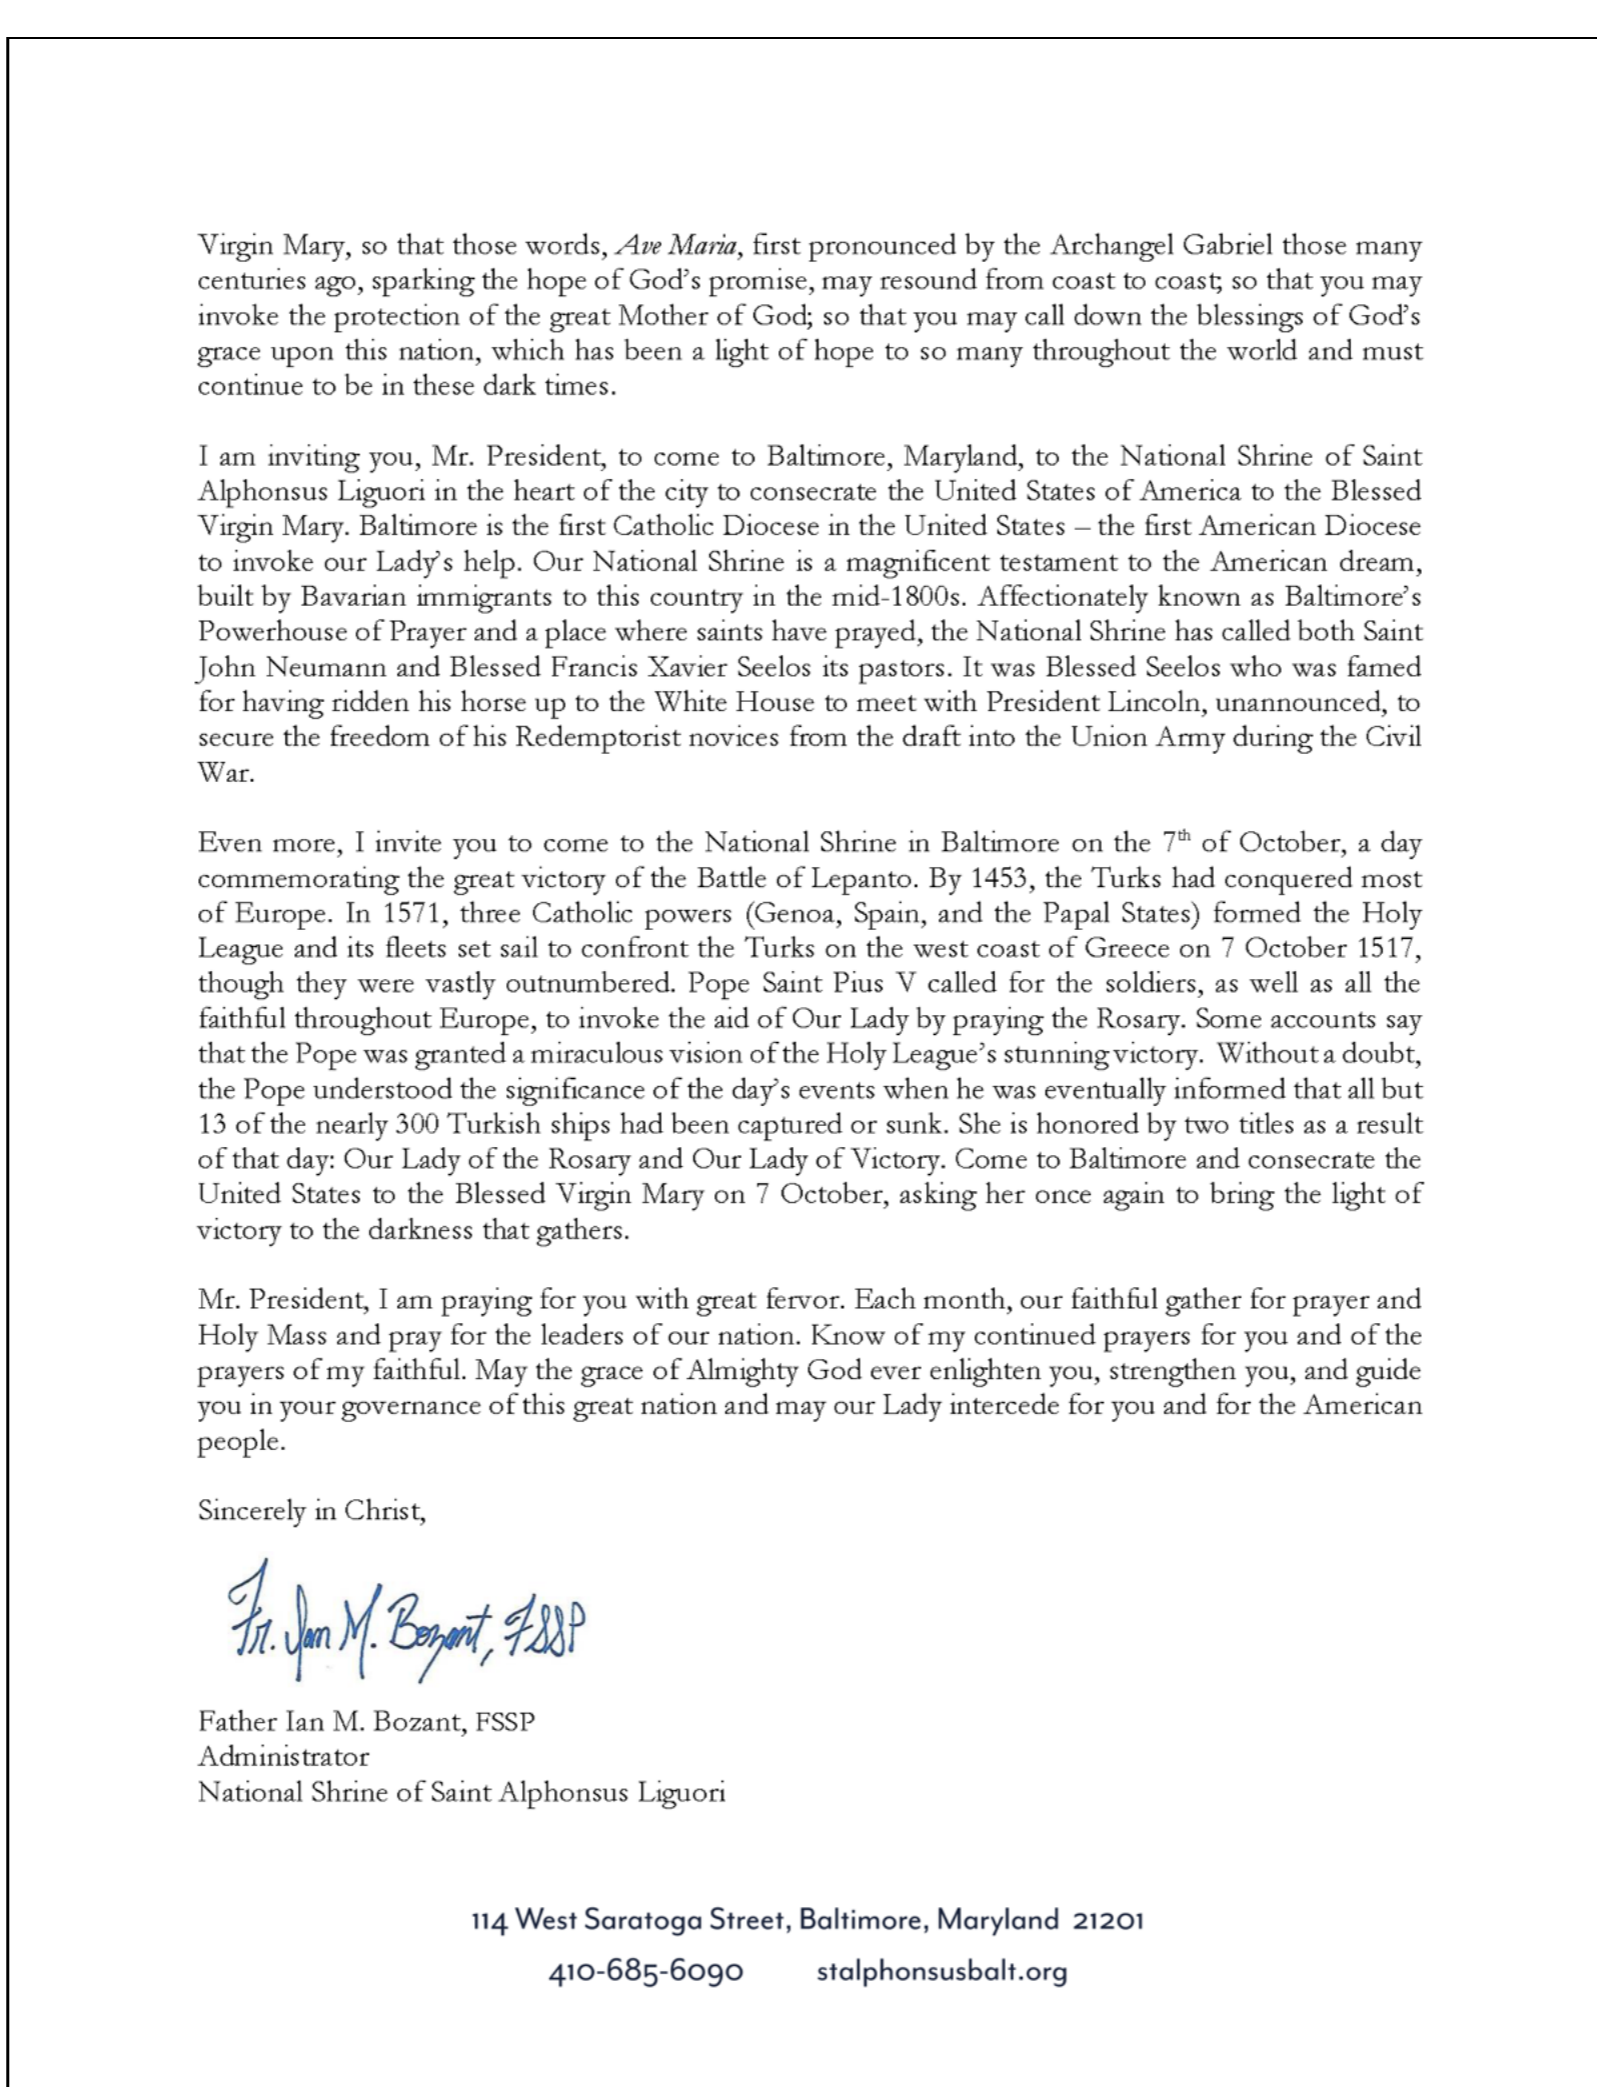 Virgin Mary, so that those words, Ave Maria, first pronounced by the Archangel Gabriel those many
centuries ago, sparking the hope of God's promise, may resound from coast to coast; so that you may
invoke the protection of the great Mother of God; so that you may call down the blessings of God's
grace upon this nation, which has been a light of hope to so many throughout the world and must
continue to be in these dark times.
I am inviting you, Mr. President, to come to Baltimore, Maryland, to the National Shrine of Saint
Alphonsus Liguori in the heart of the city to consecrate the United States of America to the Blessed
Virgin Mary. Baltimore is the first Catholic Diocese in the United States – the first American Diocese
to invoke our Lady's help. Our National Shrine is a magnificent testament to the American dream,
built by Bavarian immigrants to this country in the mid-1800s. Affectionately known as Baltimore's
Powerhouse of Prayer and a place where saints have prayed, the National Shrine has called both Saint
John Neumann and Blessed Francis Xavier Seelos its pastors. It was Blessed Seelos who was famed
for having ridden his horse up to the White House to meet with President Lincoln, unannounced, to
secure the freedom of his Redemptorist novices from the draft into the Union Army during the Civil
War.
Even more, I invite you to come to the National Shrine in Baltimore on the 7th of October, a day
commemorating the great victory of the Battle of Lepanto. By 1453, the Turks had conquered most
of Europe. In 1571, three Catholic powers (Genoa, Spain, and the Papal States) formed the Holy
League and its fleets set sail to confront the Turks on the west coast of Greece on 7 October 1517,
though they were vastly outnumbered. Pope Saint Pius V called for the soldiers, as well as all the
faithful throughout Europe, to invoke the aid of Our Lady by praying the Rosary. Some accounts say
that the Pope was granted a miraculous vision of the Holy League's stunning victory. Without a doubt,
the Pope understood the significance of the day's events when he was eventually informed that all but
13 of the nearly 300 Turkish ships had been captured or sunk. She is honored by two titles as a result
of that day: Our Lady of the Rosary and Our Lady of Victory. Come to Baltimore and consecrate the
United States to the Blessed Virgin Mary on 7 October, asking her once again to bring the light of
victory to the darkness that gathers.
Mr. President, I am praying for you with great fervor. Each month, our faithful gather for prayer and
Holy Mass and pray for the leaders of our nation. Know of my continued prayers for you and of the
prayers of my faithful. May the grace of Almighty God ever enlighten you, strengthen you, and guide
you in your governance of this great nation and may our Lady intercede for you and for the American
people.
Sincerely in Christ,
Fr. Ian M. Bozant, FSSP
Father Ian M. Bozant, FSSP
Administrator
National Shrine of Saint Alphonsus Liguori
114 West Saratoga Street, Baltimore, Maryland 21201
410-685-6090 stalphonsusbalt.org